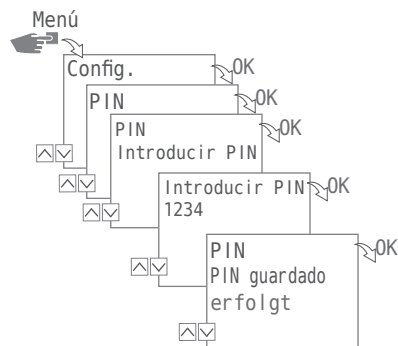 Menú
Config.
OK
PIN
OK
PIN
OK
Introducir PIN
Introducir PIN
OK
1234
PIN
OK
PIN guardado
erfolgt